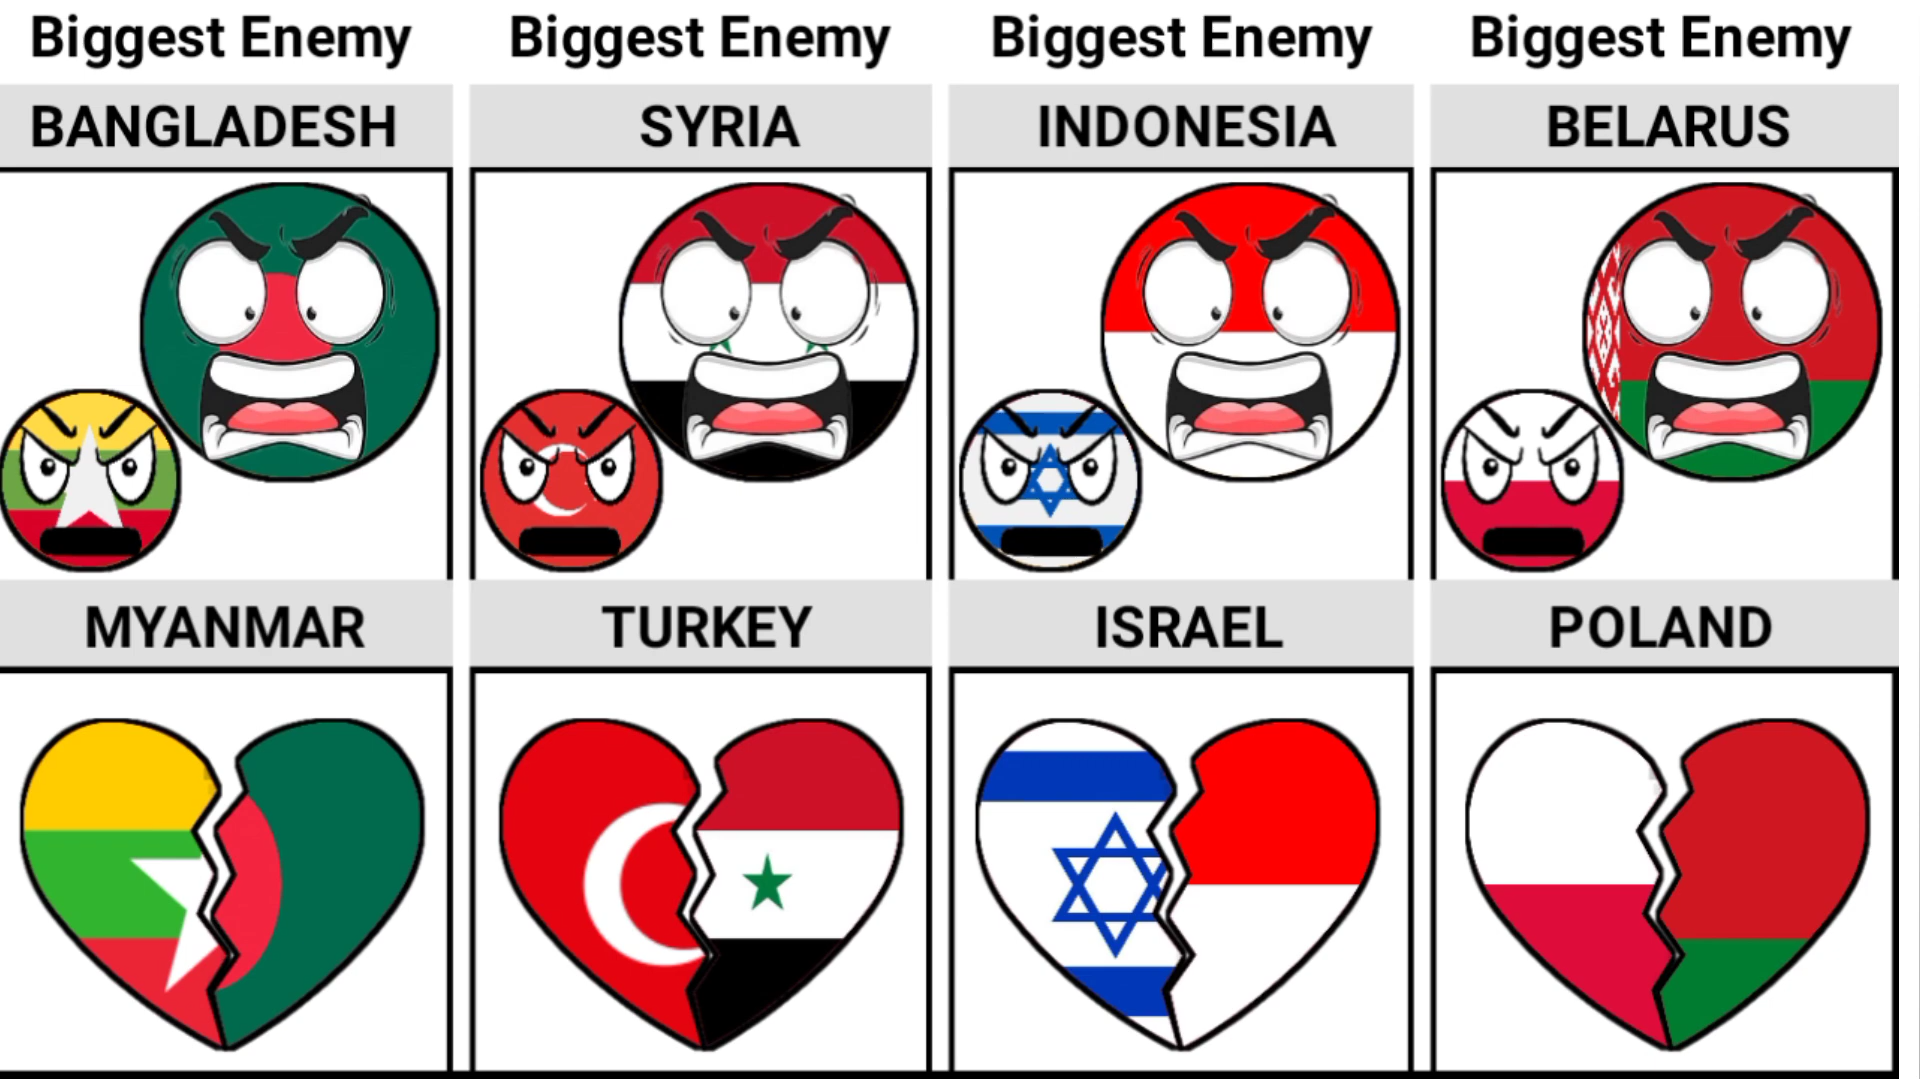 Biggest Enemy
Biggest Enemy
Biggest Enemy
Biggest Enemy
BANGLADESH
SYRIA
INDONESIA
BELARUS
MYANMAR
TURKEY
ISRAEL
POLAND